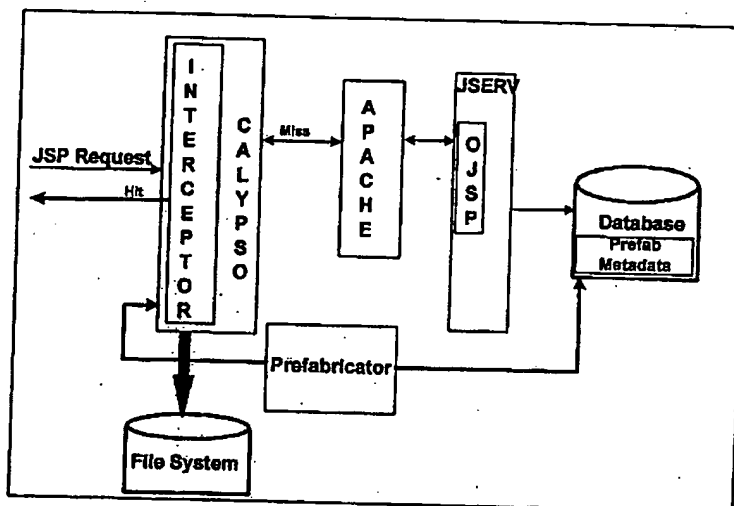 JSP Request
Hit
INTERCEPTOR
CALYPSO
Miss
APACHE
JSERV
OJSP
Database
Prefab
Metadata
Prefabricator
File System